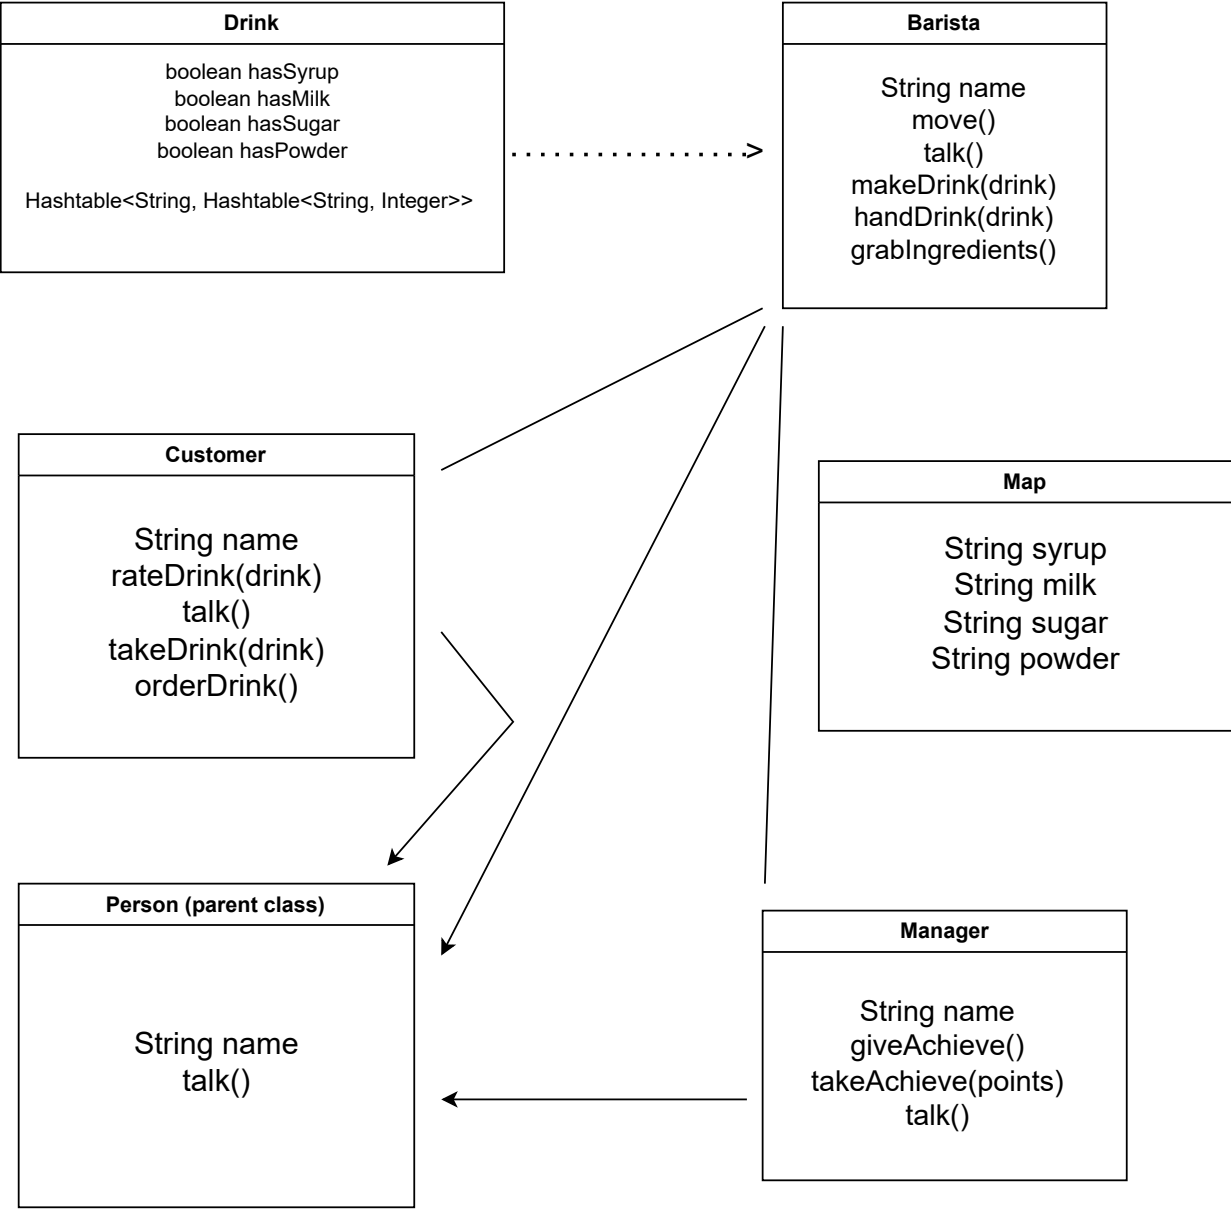 Drink
boolean hasSyrup
boolean hasMilk
boolean hasSugar
boolean hasPowder
Hashtable<String, Hashtable<String, Integer>>
Barista
String name
move()
talk()
makeDrink(drink)
handDrink(drink)
grabIngredients()
Customer
String name
rateDrink(drink)
talk()
takeDrink(drink)
orderDrink()
Map
String syrup
String milk
String sugar
String powder
Person (parent class)
String name
talk()
Manager
String name
giveAchieve()
takeAchieve(points)
talk()